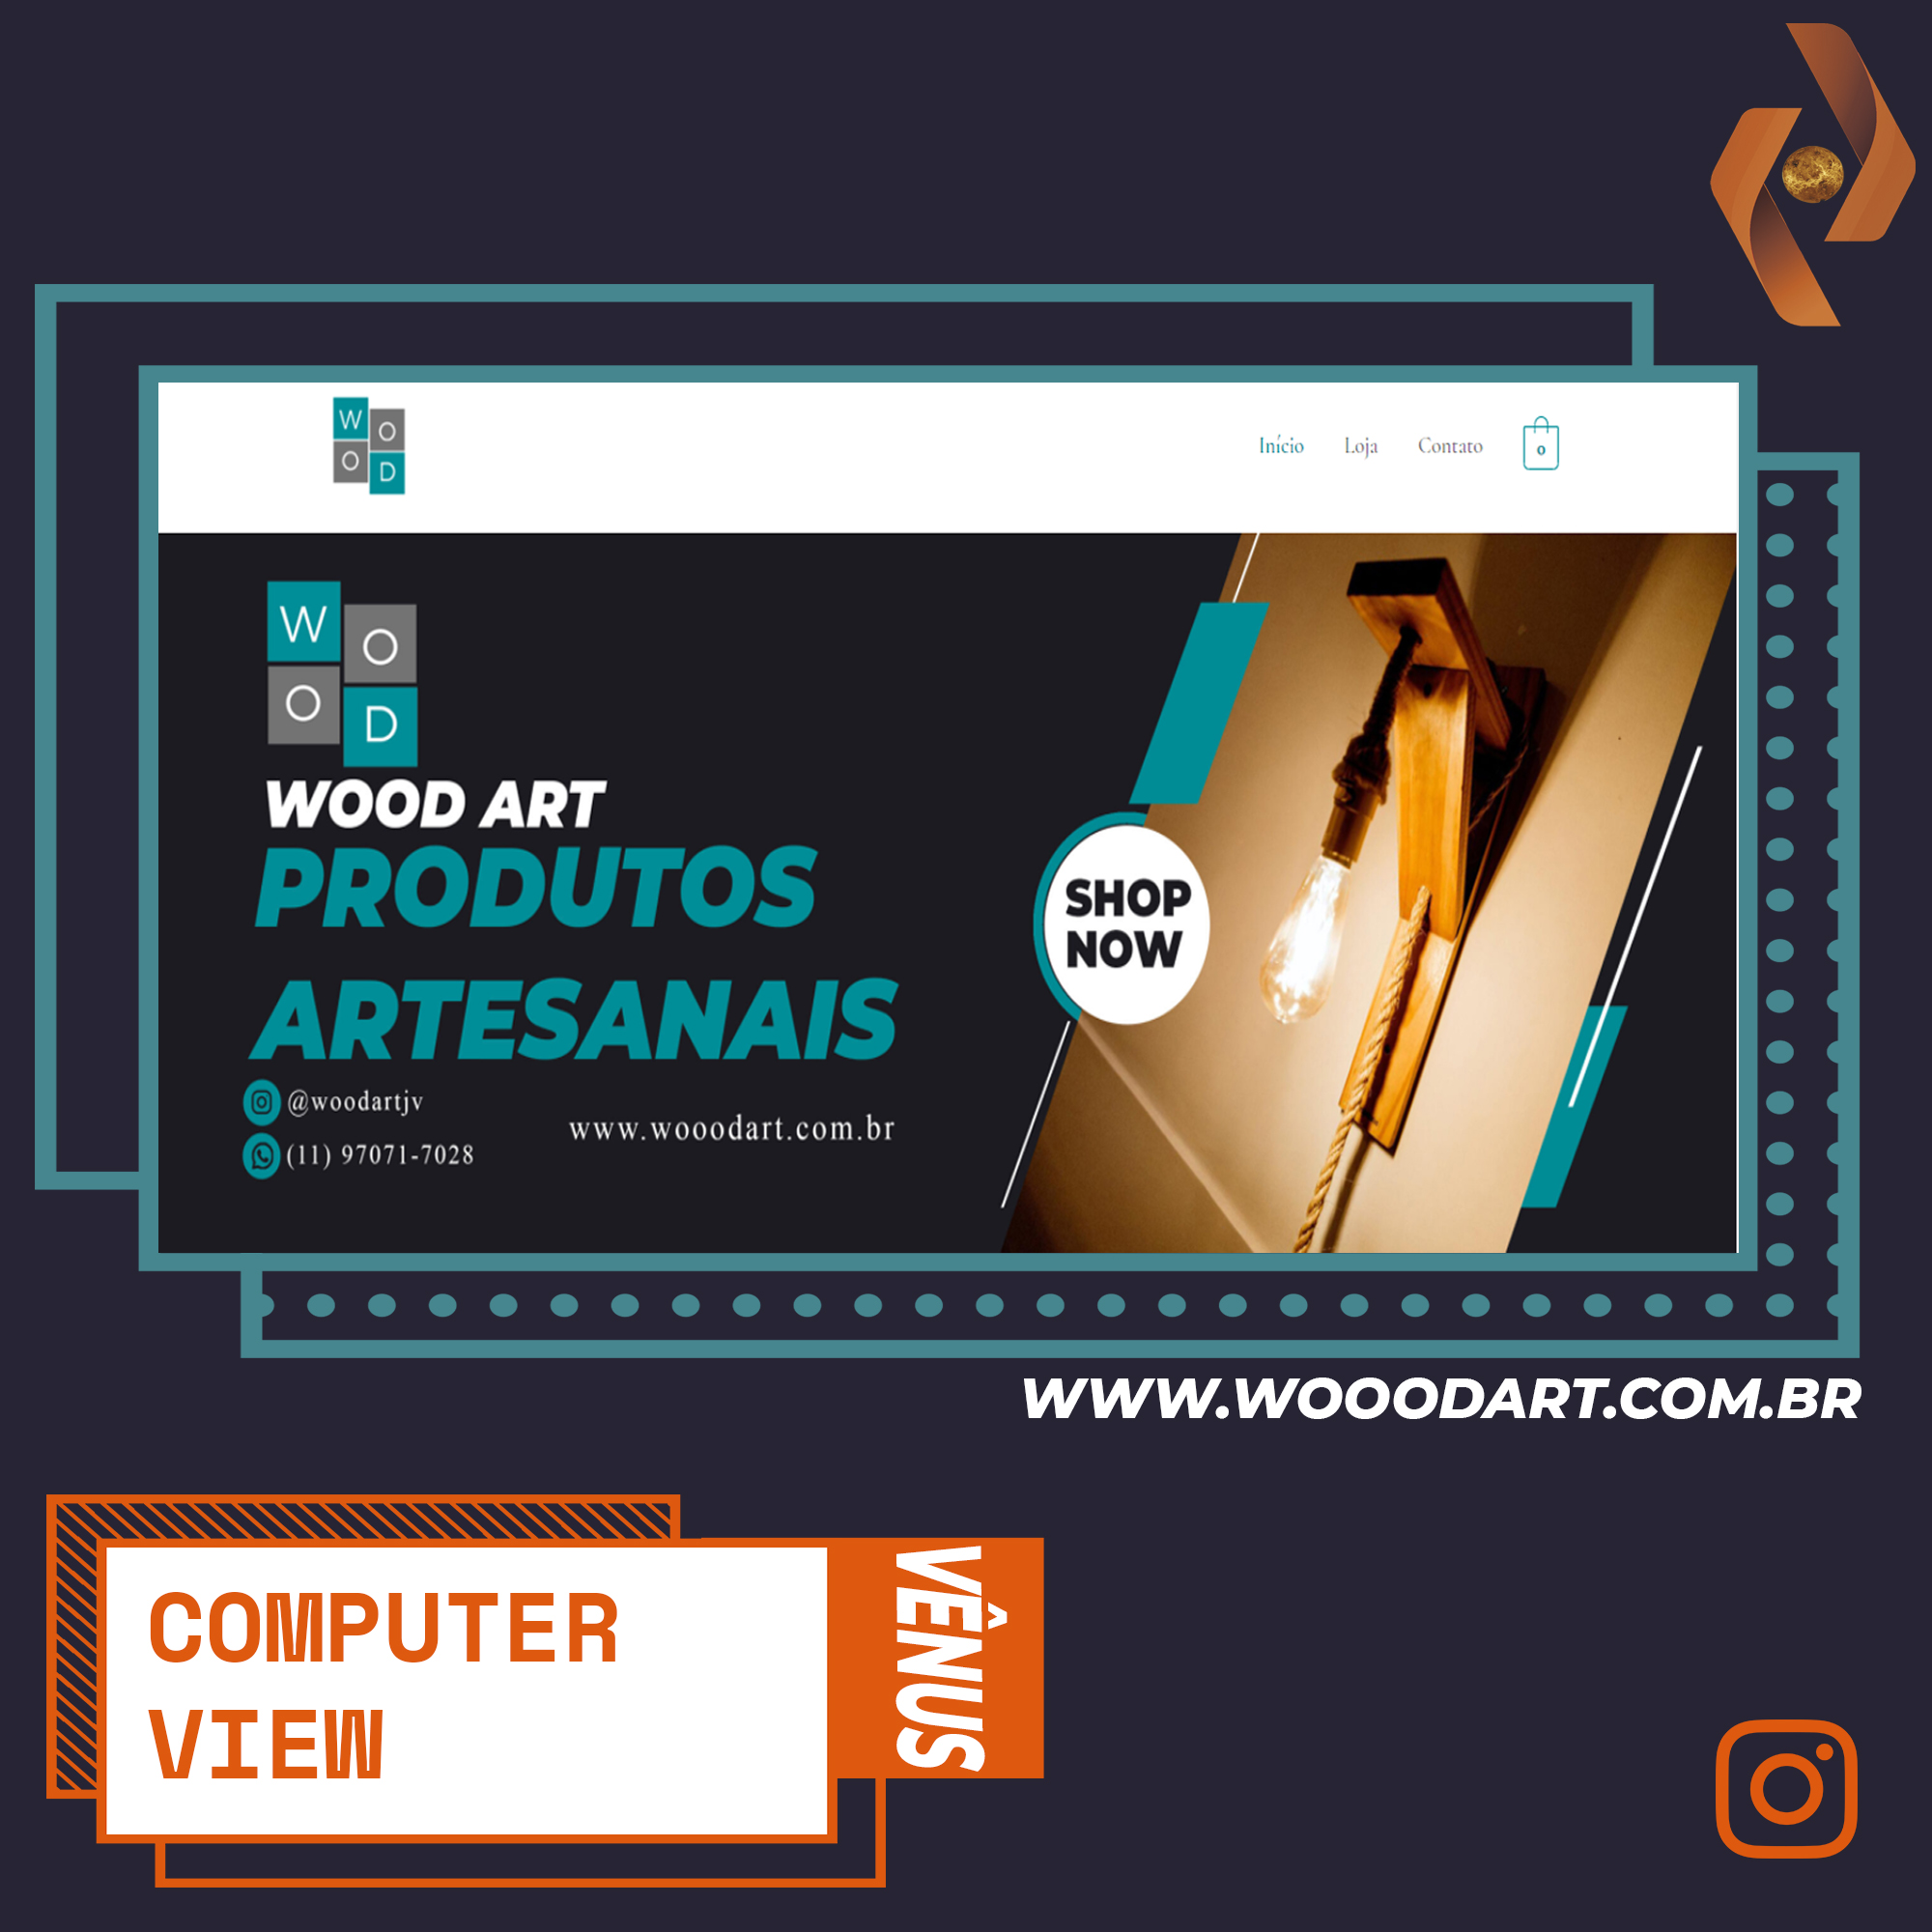 W
O
O
D
Início Loja Contato 0
W
O
O
D
WOOD ART
PRODUTOS
ARTESANAIS
SHOP
NOW
@woodartjv
www.wooodart.com.br
(11) 97071-7028
WWW.WOOODART.COM.BR
COMPUTER
VIEW
VÊNUS